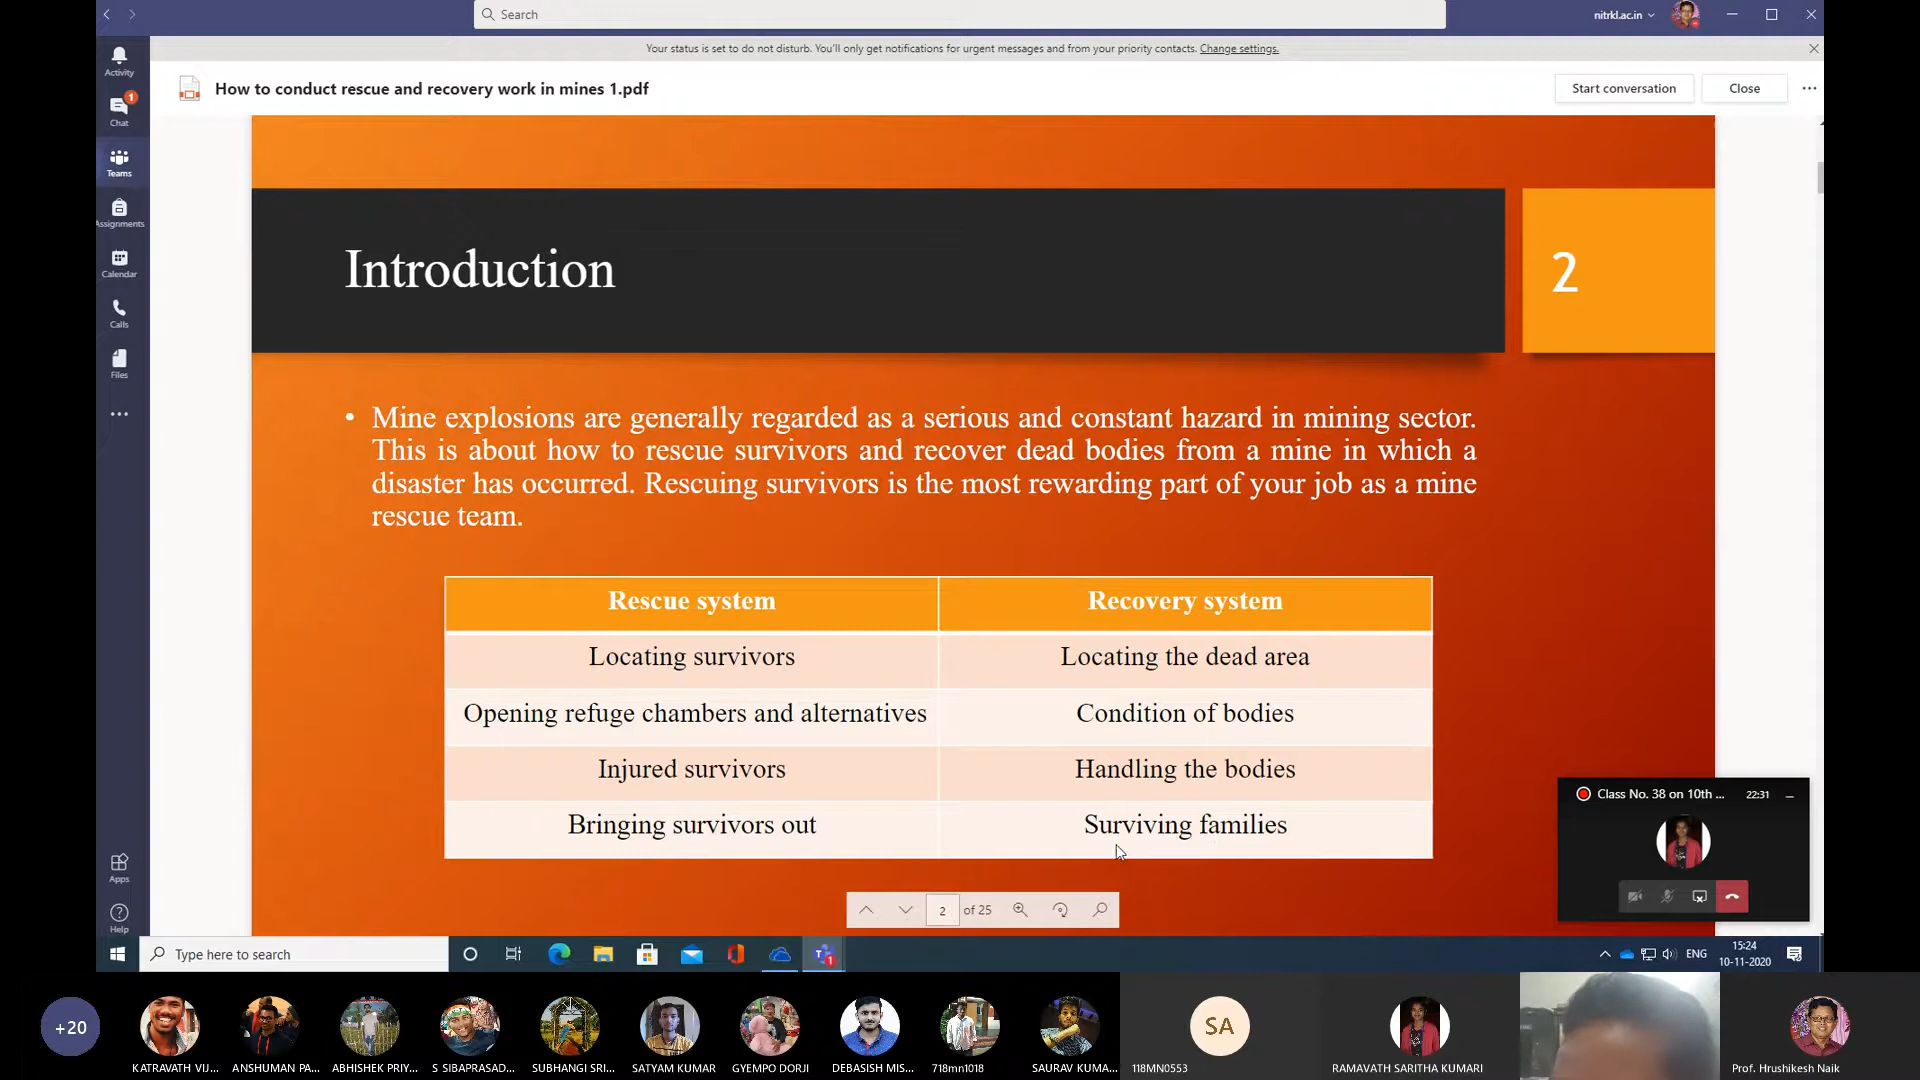 Search
nitrkl.ac.in
Your status is set to do not disturb. You'll only get notifications for urgent messages and from your priority contacts. Change settings.
Activity
How to conduct rescue and recovery work in mines 1.pdf
Start conversation
Close
1
Chat
Teams
Assignments
Calendar
Calls
Files
Introduction
2
• Mine explosions are generally regarded as a serious and constant hazard in mining sector.
This is about how to rescue survivors and recover dead bodies from a mine in which a
disaster has occurred. Rescuing survivors is the most rewarding part of your job as a mine
rescue team.
Rescue system Recovery system
Locating survivors Locating the dead area
Opening refuge chambers and alternatives Condition of bodies
Injured survivors Handling the bodies
Bringing survivors out Surviving families
Class No. 38 on 10th ... 22:31
Apps
Help
2 of 25
Type here to search
1
ENG
15:24
10-11-2020
+20
SA
KATRAVATH VIJ...
ANSHUMAN PA...
ABHISHEK PRIY...
S SIBAPRASAD...
SUBHANGI SRI...
SATYAM KUMAR
GYEMPO DORJI
DEBASISH MIS...
718mn1018
SAURAV KUMA...
118MN0553
RAMAVATH SARITHA KUMARI
Prof. Hrushikesh Naik